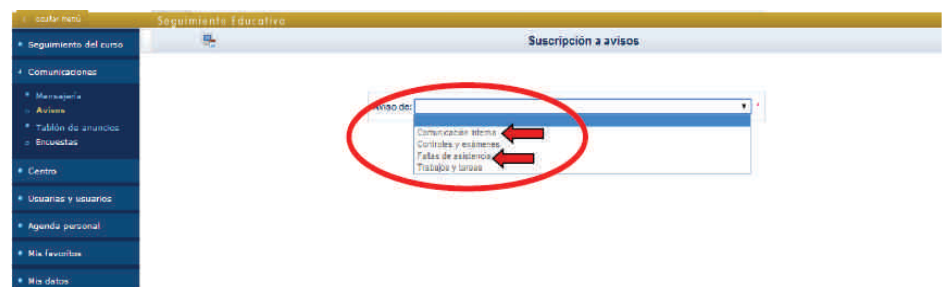 ocultar menú
Seguimiento Educativo
Suscripción a avisos
Seguimiento del curso
Comunicaciones
Mensajería
Avisos
Tablón de anuncios
Encuestas
Centro
Usuarias y usuarios
Agenda personal
Mis favoritos
Mis datos
Aviso de:
Comunicación interna
Controles y exámenes
Faltas de asistencia
Trabajos y tareas
*